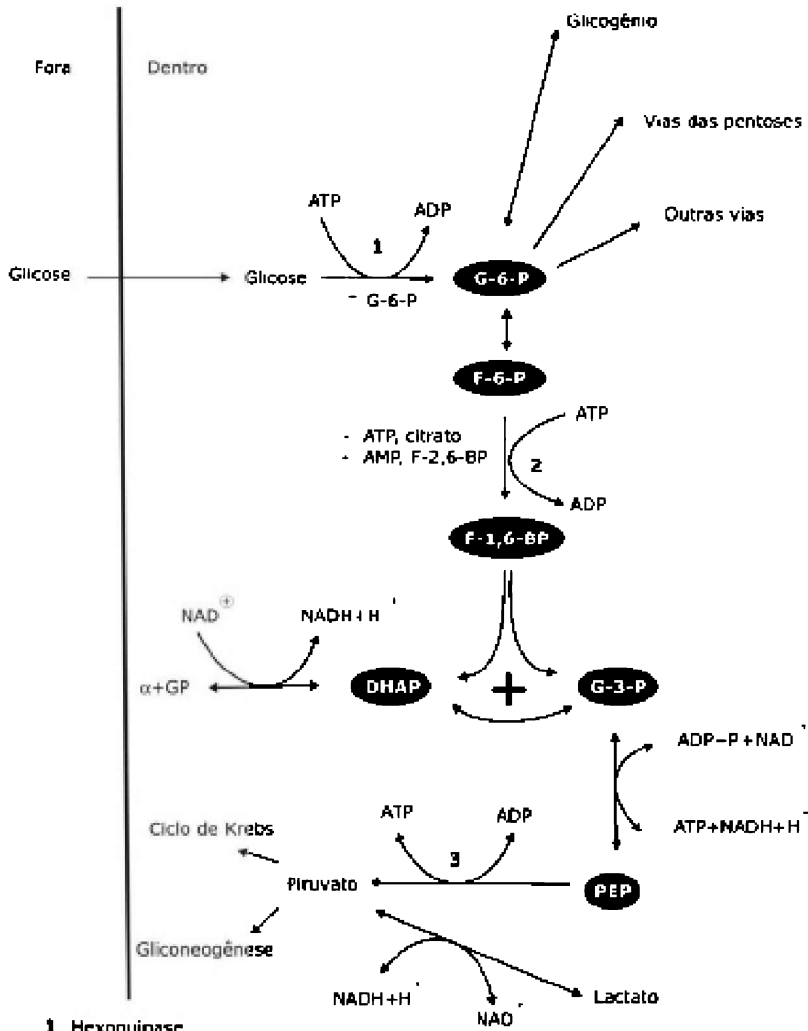 Glicogênio
Fora
Dentro
Vias das pentoses
ATP
ADP
Outras vias
1
Glicose
Glicose
G-6-P
- G-6-P
F-6-P
ATP
- ATP, citrato
+ AMP, F-2,6-BP
2
ADP
F-1,6-BP
NAD+
NADH+H+
α+GP
DHAP
+
G-3-P
ADP-P+NAD+
ATP
ADP
ATP+NADH+H+
Ciclo de Krebs
3
Piruvato
PEP
Gliconeogênese
NADH+H+
NAD+
Lactato
1 Hexoquinase